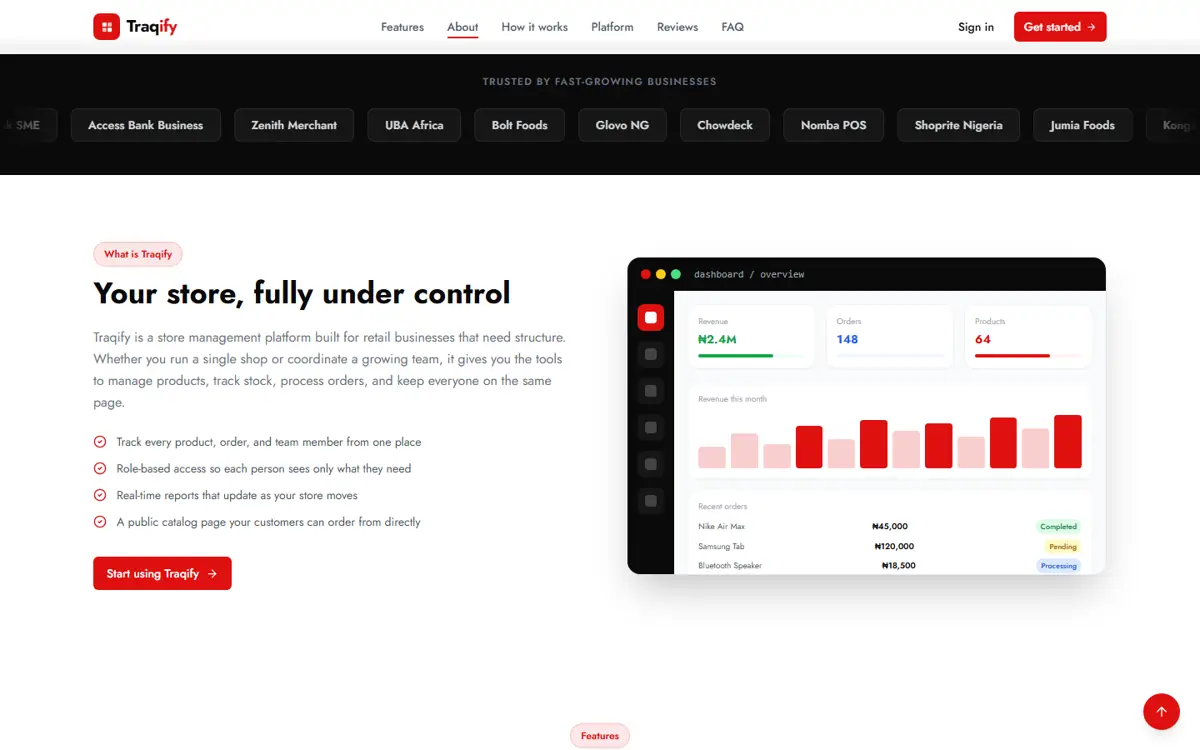 Traqify
Features About How it works Platform Reviews FAQ
Sign in
Get started →
TRUSTED BY FAST-GROWING BUSINESSES
SME Access Bank Business Zenith Merchant UBA Africa Bolt Foods Glovo NG Chowdeck Nomba POS Shoprite Nigeria Jumia Foods
What is Traqify
Your store, fully under control
Traqify is a store management platform built for retail businesses that need structure.
Whether you run a single shop or coordinate a growing team, it gives you the tools
to manage products, track stock, process orders, and keep everyone on the same
page.
Track every product, order, and team member from one place
Role-based access so each person sees only what they need
Real-time reports that update as your store moves
A public catalog page your customers can order from directly
Start using Traqify →
dashboard / overview
Revenue Orders Products
₦2.4M 148 64
Revenue this month
Recent orders
Nike Air Max ₦45,000 Completed
Samsung Tab ₦120,000 Pending
Bluetooth Speaker ₦18,500 Processing
Features